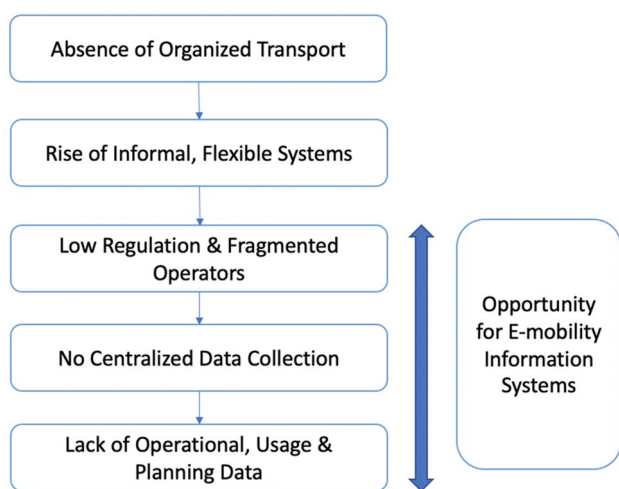 Absence of Organized Transport
Rise of Informal, Flexible Systems
Low Regulation & Fragmented
Operators
No Centralized Data Collection
Lack of Operational, Usage &
Planning Data
Opportunity
for E-mobility
Information
Systems